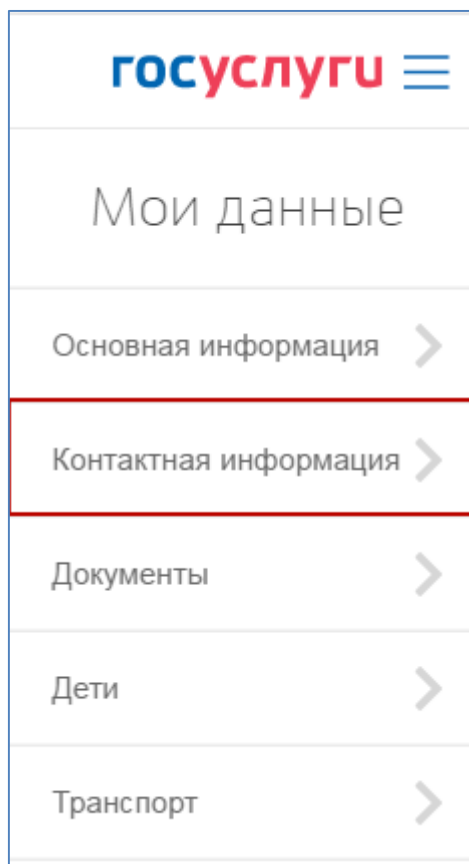 госуслуги
Мои данные
Основная информация
Контактная информация
Документы
Дети
Транспорт